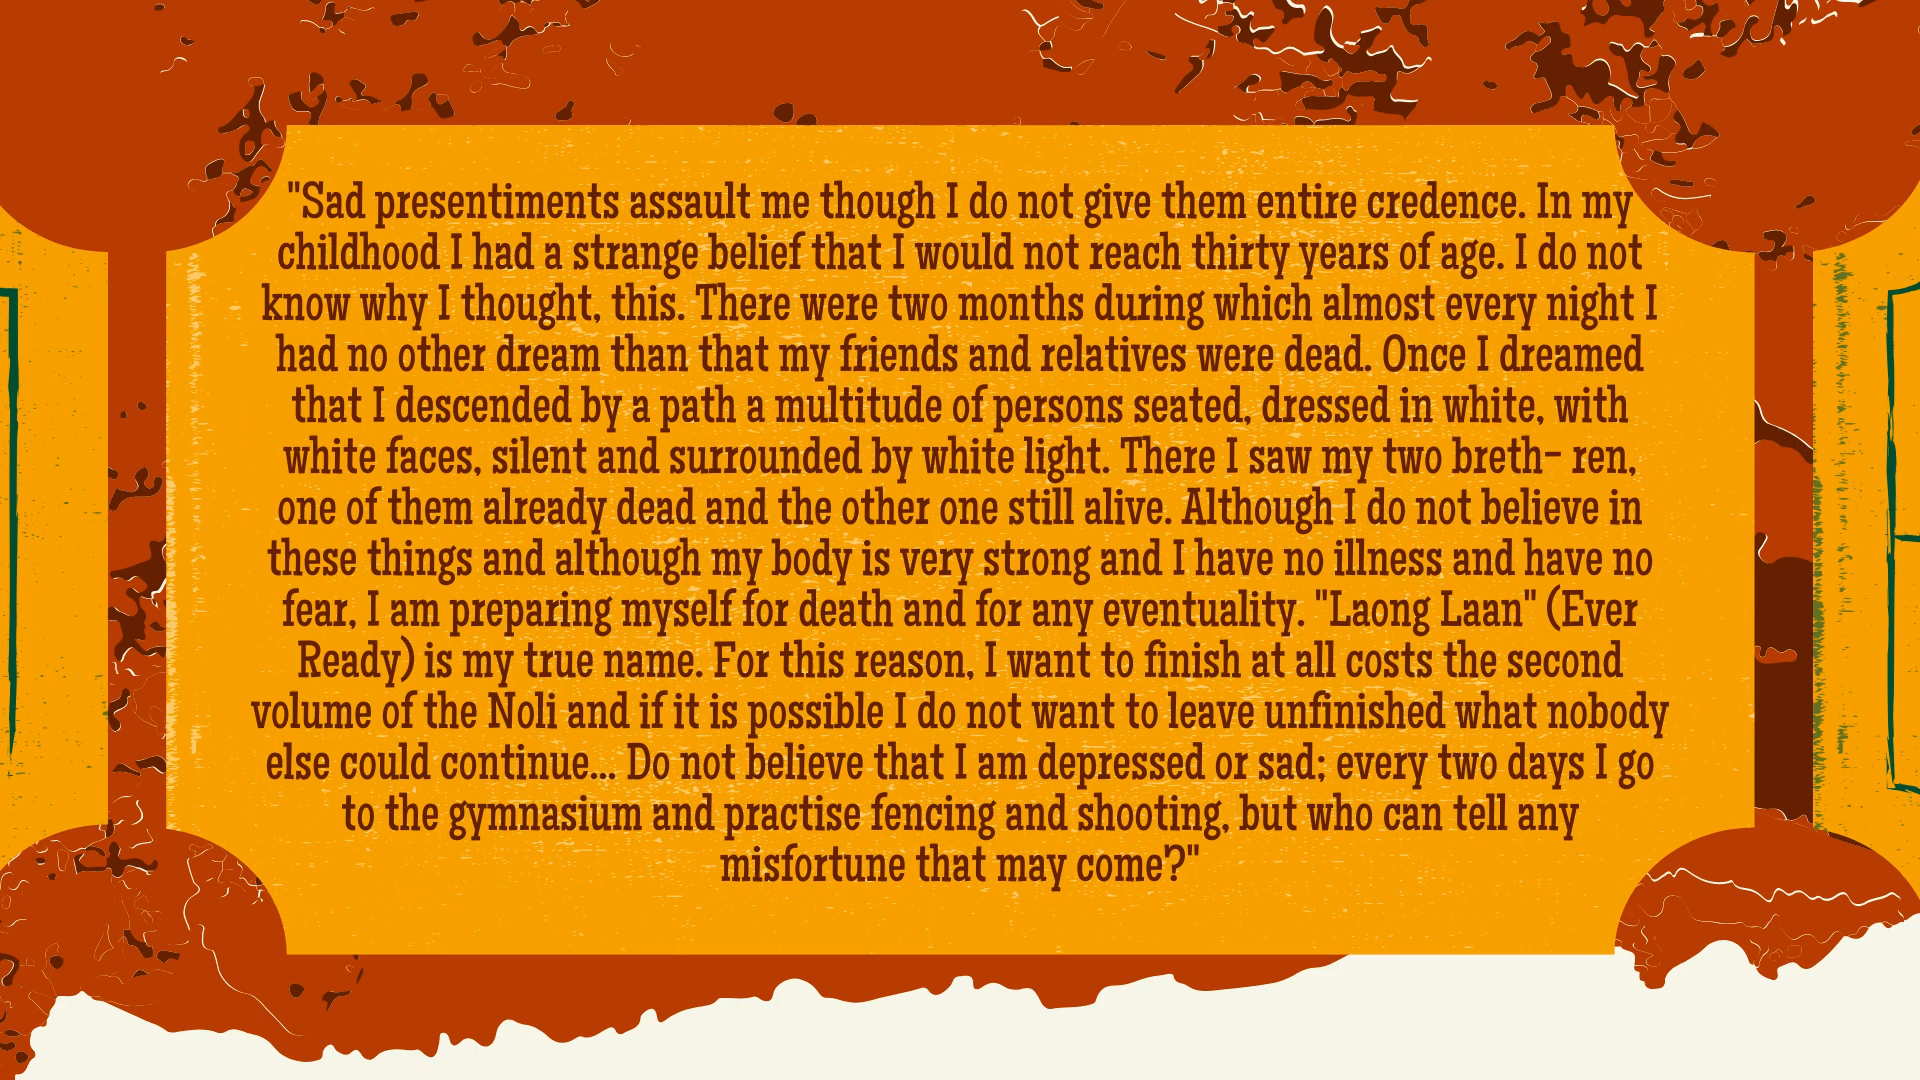 "Sad presentiments assault me though I do not give them entire credence. In my
childhood I had a strange belief that I would not reach thirty years of age. I do not
know why I thought, this. There were two months during which almost every night I
had no other dream than that my friends and relatives were dead. Once I dreamed
that I descended by a path a multitude of persons seated, dressed in white, with
white faces, silent and surrounded by white light. There I saw my two breth- ren,
one of them already dead and the other one still alive. Although I do not believe in
these things and although my body is very strong and I have no illness and have no
fear, I am preparing myself for death and for any eventuality. "Laong Laan" (Ever
Ready) is my true name. For this reason, I want to finish at all costs the second
volume of the Noli and if it is possible I do not want to leave unfinished what nobody
else could continue... Do not believe that I am depressed or sad; every two days I go
to the gymnasium and practise fencing and shooting, but who can tell any
misfortune that may come?"